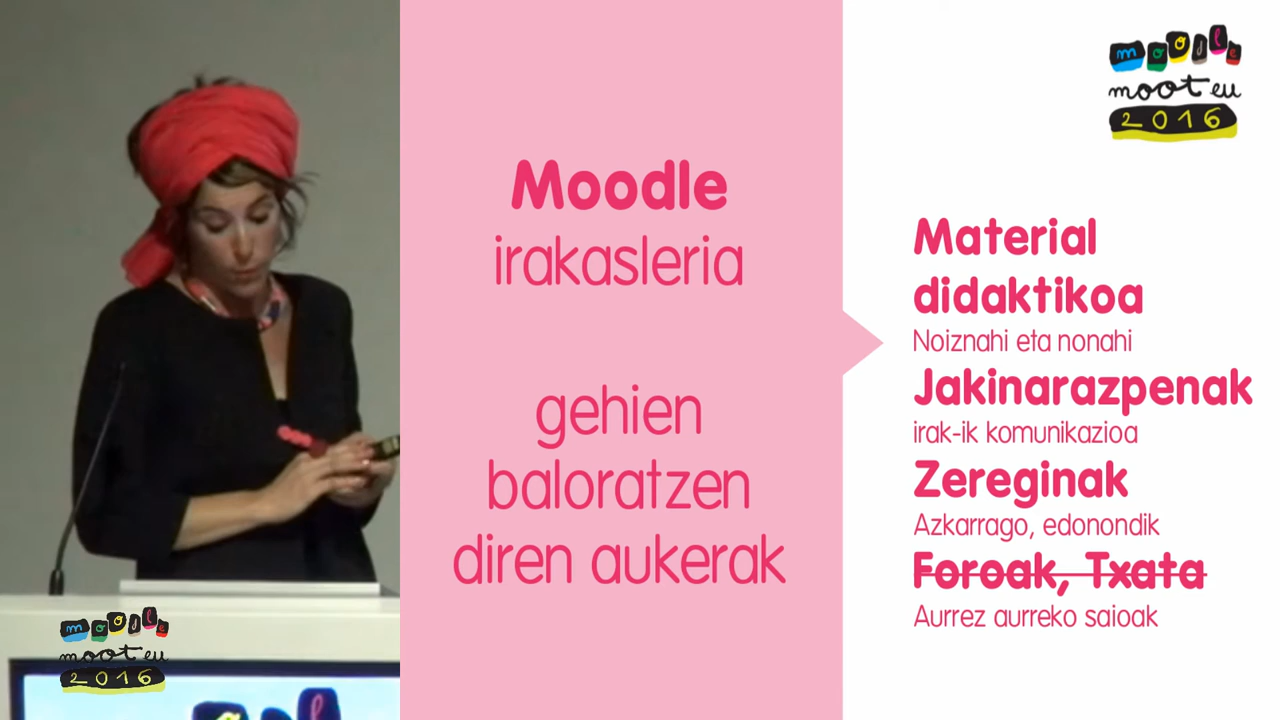 Moodle
irakasleria
gehien
baloratzen
diren aukerak
moodle
moot eu
2016
Material
didaktikoa
Noiznahi eta nonahi
Jakinarazpenak
irak-ik komunikazioa
Zereginak
Azkarrago, edonondik
Foroak, Txata
Aurrez aurreko saioak
moodle
moot eu
2016